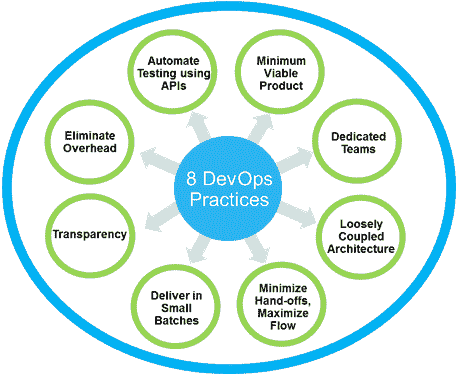 8 DevOps
Practices
Minimum
Viable
Product
Dedicated
Teams
Loosely
Coupled
Architecture
Minimize
Hand-offs,
Maximize
Flow
Deliver in
Small
Batches
Transparency
Eliminate
Overhead
Automate
Testing using
APIs